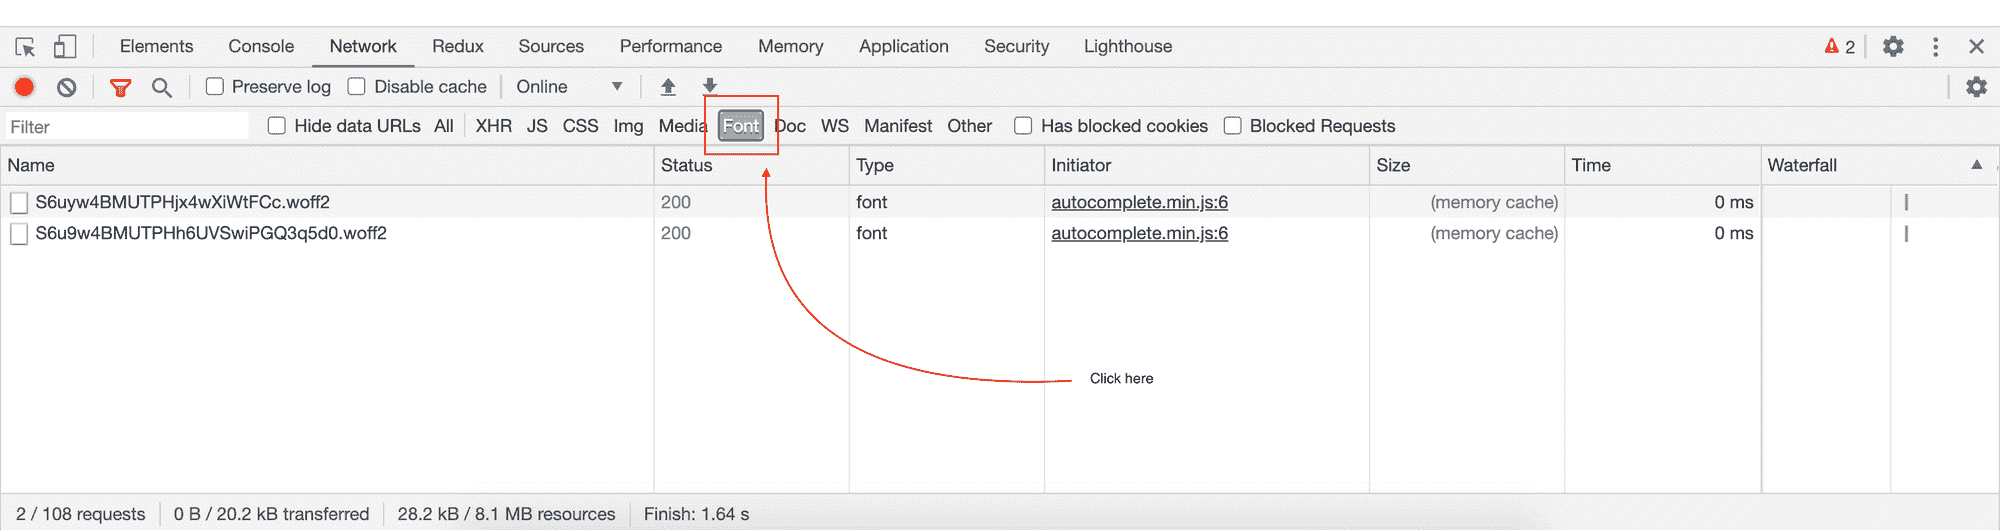 Elements Console Network Redux Sources Performance Memory Application Security Lighthouse 2
Preserve log Disable cache Online
Filter Hide data URLs All XHR JS CSS Img Media Font Doc WS Manifest Other Has blocked cookies Blocked Requests
Name Status Type Initiator Size Time Waterfall
S6uyw4BMUTPHjx4wXiWtFCc.woff2 200 font autocomplete.min.js:6 (memory cache) 0 ms
S6u9w4BMUTPHh6UVSwiPGQ3q5d0.woff2 200 font autocomplete.min.js:6 (memory cache) 0 ms
Click here
2 / 108 requests 0 B / 20.2 kB transferred 28.2 kB / 8.1 MB resources Finish: 1.64 s